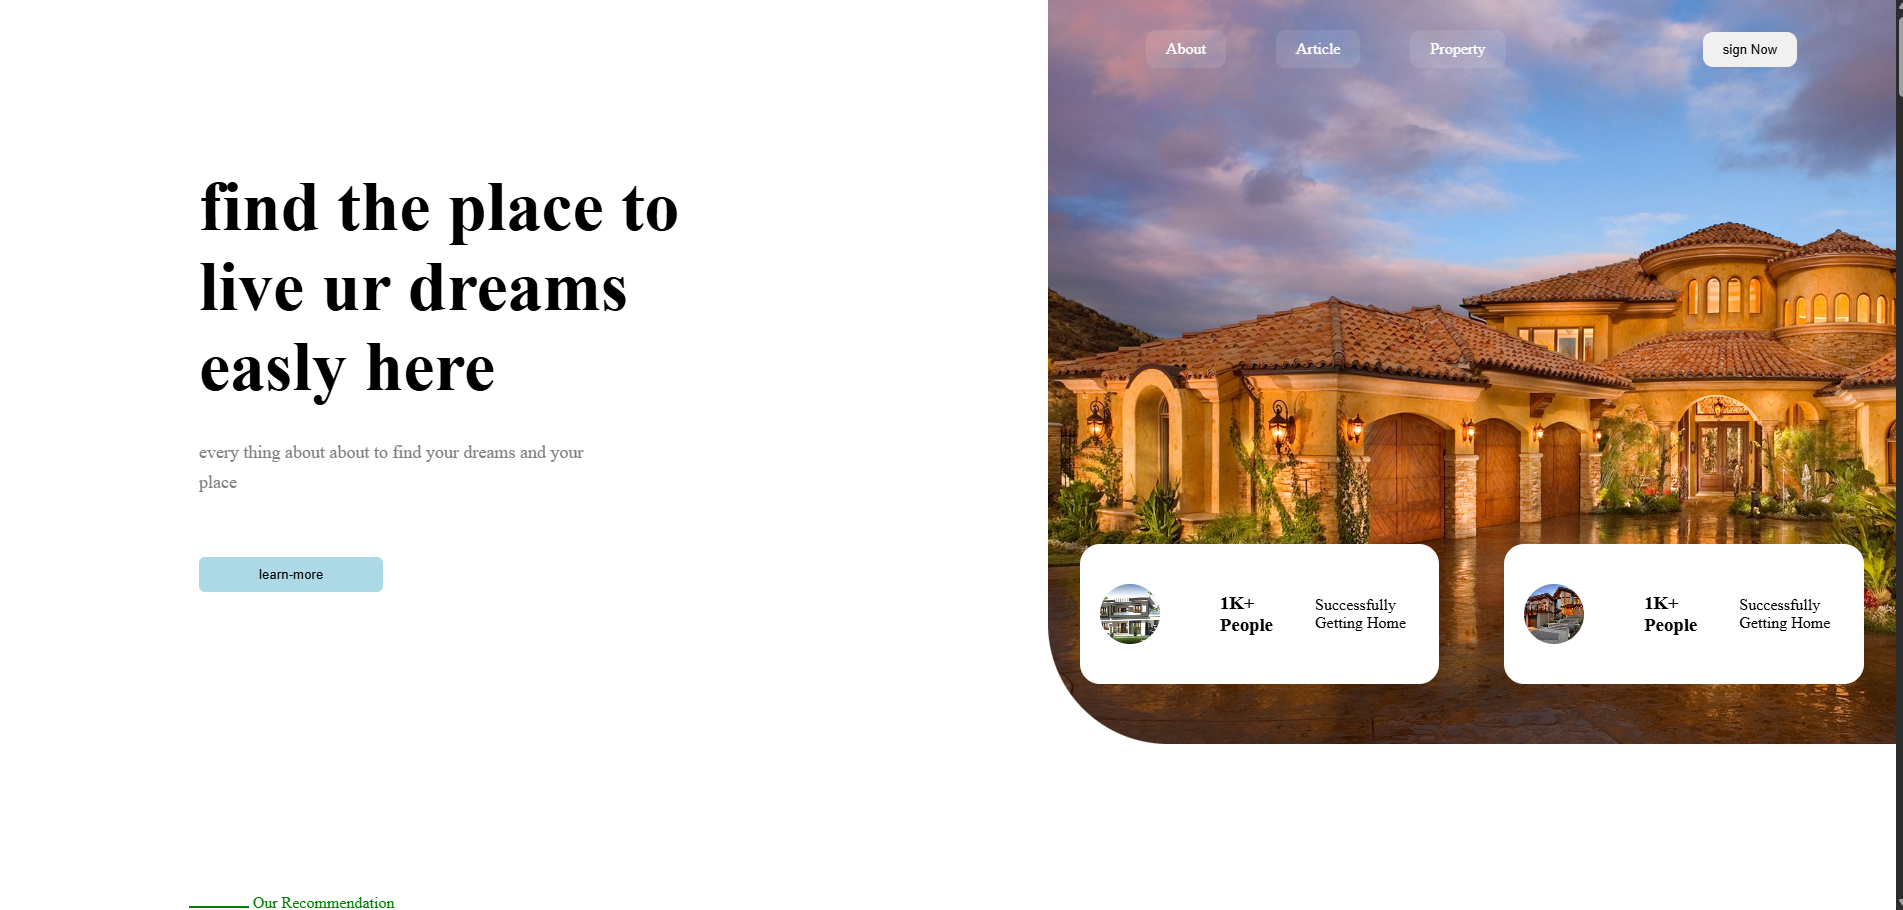 About
Article
Property
sign Now
find the place to
live ur dreams
easly here
every thing about about to find your dreams and your
place
learn-more
1K+
People
Successfully
Getting Home
1K+
People
Successfully
Getting Home
Our Recommendation